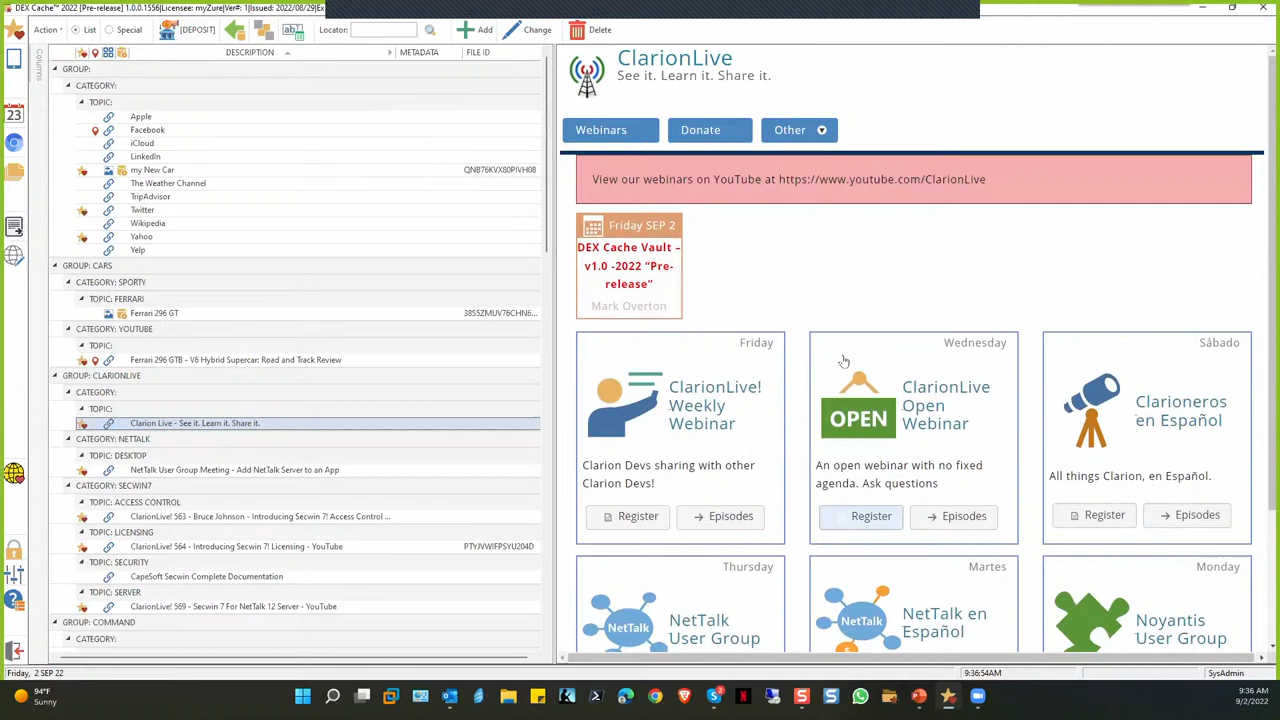 DEX Cache™ 2022 [Pre-release] 1.0.0.1556|Licensee: myZure|Ver#: 1|Issued: 2022/08/29|Ex
Action List Special [DEPOSIT] Locator: Add Change Delete
Columns
DESCRIPTION METADATA FILE ID
GROUP:
CATEGORY:
TOPIC:
Apple
Facebook
iCloud
LinkedIn
my New Car QNB76KVX80PIVH08
The Weather Channel
TripAdvisor
Twitter
Wikipedia
Yahoo
Yelp
GROUP: CARS
CATEGORY: SPORTY
TOPIC: FERRARI
Ferrari 296 GT 38S5ZMUV76CHN6...
CATEGORY: YOUTUBE
TOPIC:
Ferrari 296 GTB - V6 Hybrid Supercar: Road and Track Review
GROUP: CLARIONLIVE
CATEGORY:
TOPIC:
Clarion Live - See it. Learn it. Share it.
CATEGORY: NETTALK
TOPIC: DESKTOP
NetTalk User Group Meeting - Add NetTalk Server to an App
CATEGORY: SECWIN7
TOPIC: ACCESS CONTROL
ClarionLive! 563 - Bruce Johnson - Introducing Secwin 7! Access Control ...
TOPIC: LICENSING
ClarionLive! 564 - Introducing Secwin 7! Licensing - YouTube PTYJVWIFPSYU204D
TOPIC: SECURITY
CapeSoft Secwin Complete Documentation
TOPIC: SERVER
ClarionLive! 569 - Secwin 7 For NetTalk 12 Server - YouTube
GROUP: COMMAND
CATEGORY:
23
ClarionLive
See it. Learn it. Share it.
Webinars Donate Other
View our webinars on YouTube at https://www.youtube.com/ClarionLive
Friday SEP 2
DEX Cache Vault –
v1.0 -2022 “Pre-
release”
Mark Overton
Friday
ClarionLive!
Weekly
Webinar
Clarion Devs sharing with other
Clarion Devs!
Register Episodes
Wednesday
OPEN
ClarionLive
Open
Webinar
An open webinar with no fixed
agenda. Ask questions
Register Episodes
Sábado
Clarioneros
en Español
All things Clarion, en Español.
Register Episodes
Thursday
NetTalk
NetTalk
User Group
Martes
NetTalk
NetTalk en
Español
Monday
Noyantis
User Group
Friday, 2 SEP 22 9:36:54AM SysAdmin
94°F
Sunny
9:36 AM
9/2/2022